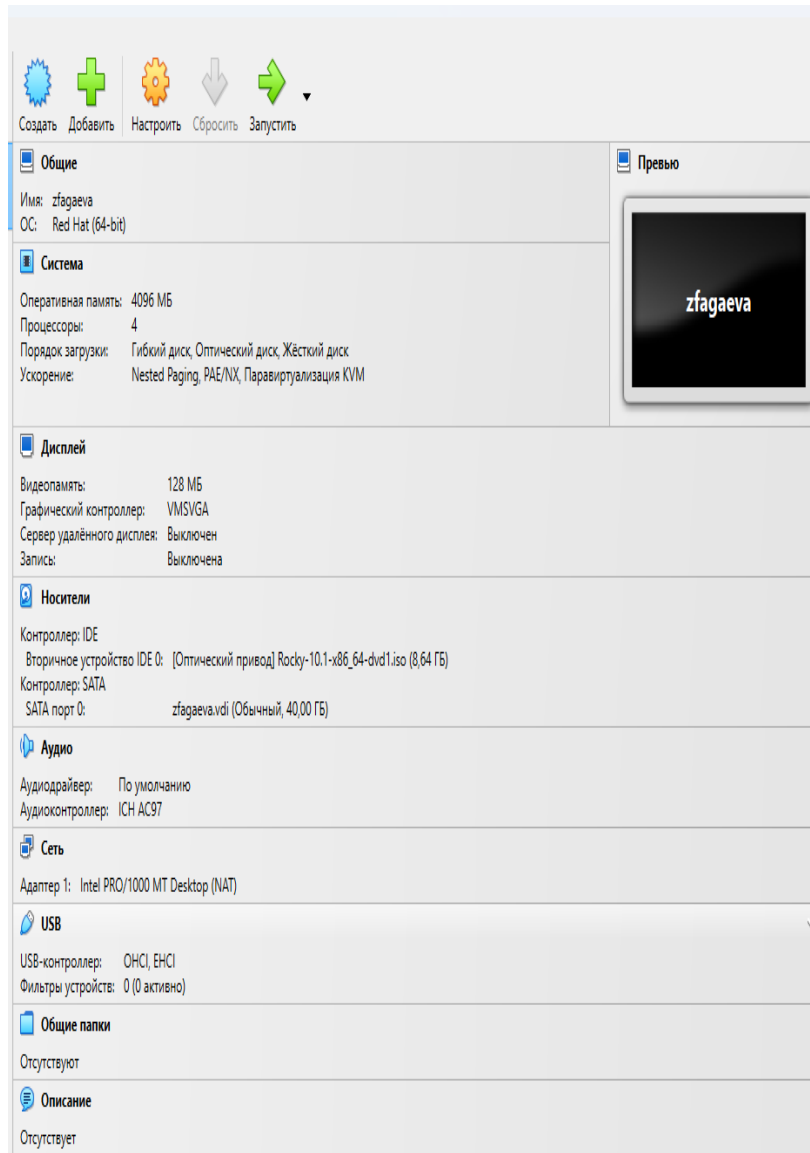 Создать Добавить Настроить Сбросить Запустить
Общие
Имя: zfagaeva
ОС: Red Hat (64-bit)
Превью
zfagaeva
Система
Оперативная память: 4096 МБ
Процессоры: 4
Порядок загрузки: Гибкий диск, Оптический диск, Жёсткий диск
Ускорение: Nested Paging, PAE/NX, Паравиртуализация KVM
Дисплей
Видеопамять: 128 МБ
Графический контроллер: VMSVGA
Сервер удалённого дисплея: Выключен
Запись: Выключена
Носители
Контроллер: IDE
Вторичное устройство IDE 0: [Оптический привод] Rocky-10.1-x86_64-dvd1.iso (8,64 ГБ)
Контроллер: SATA
SATA порт 0: zfagaeva.vdi (Обычный, 40,00 ГБ)
Аудио
Аудиодрайвер: По умолчанию
Аудиоконтроллер: ICH AC97
Сеть
Адаптер 1: Intel PRO/1000 MT Desktop (NAT)
USB
USB-контроллер: OHCI, EHCI
Фильтры устройств: 0 (0 активно)
Общие папки
Отсутствуют
Описание
Отсутствует